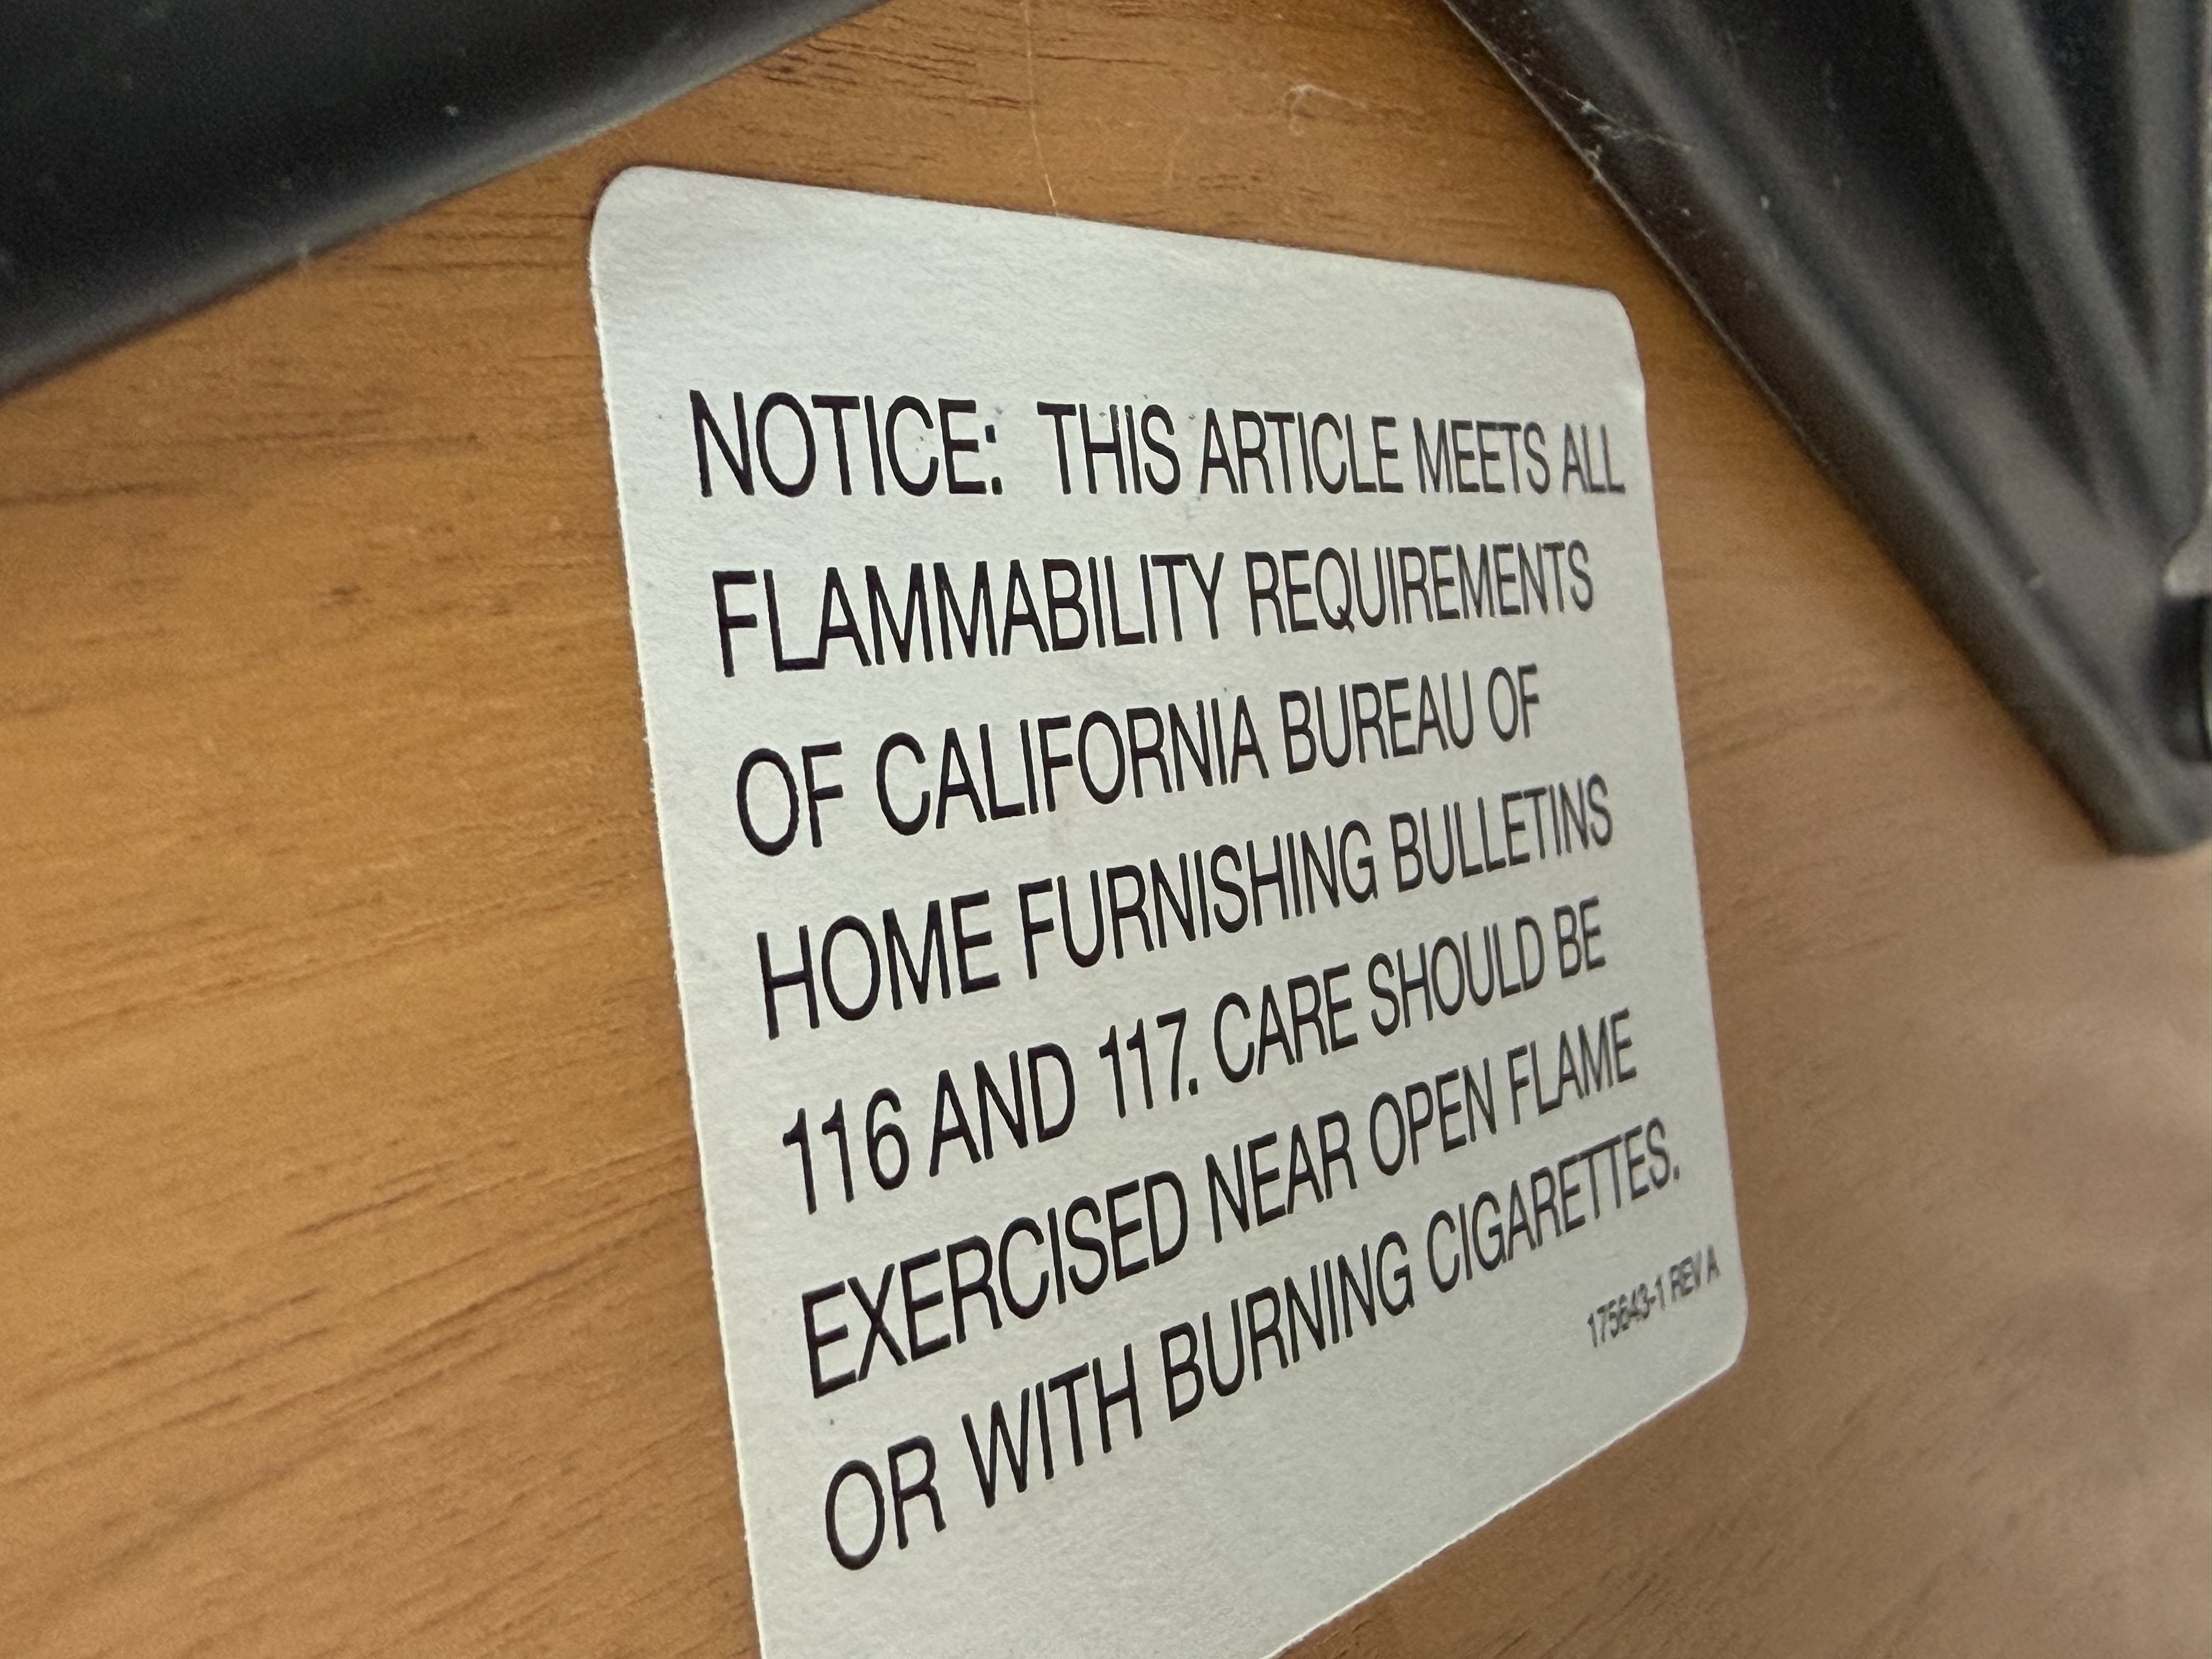 NOTICE: THIS ARTICLE MEETS ALL
FLAMMABILITY REQUIREMENTS
OF CALIFORNIA BUREAU OF
HOME FURNISHING BULLETINS
116 AND 117. CARE SHOULD BE
EXERCISED NEAR OPEN FLAME
OR WITH BURNING CIGARETTES.
175643-1 REV A